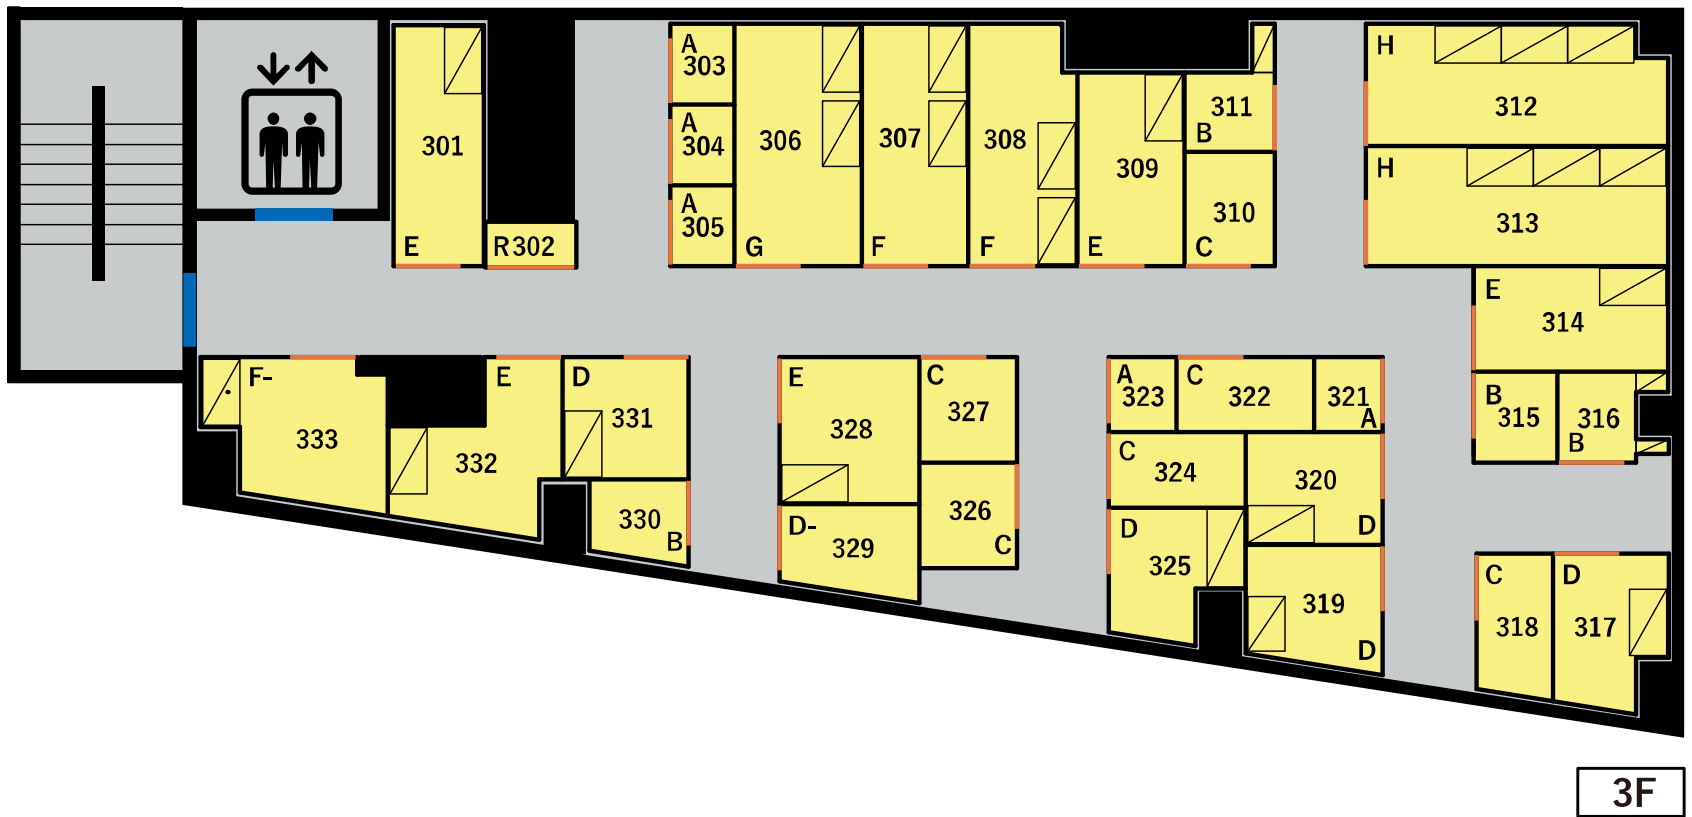 301
E
R302
A
303
A
304
A
305
306
G
307
F
308
F
309
E
311
B
310
C
H
312
H
313
E
314
B
315
316
B
F-
333
E
332
D
331
330
B
E
328
C
327
326
C
D-
329
A
323
C
322
321
A
C
324
320
D
D
325
319
D
C
318
D
317
3F